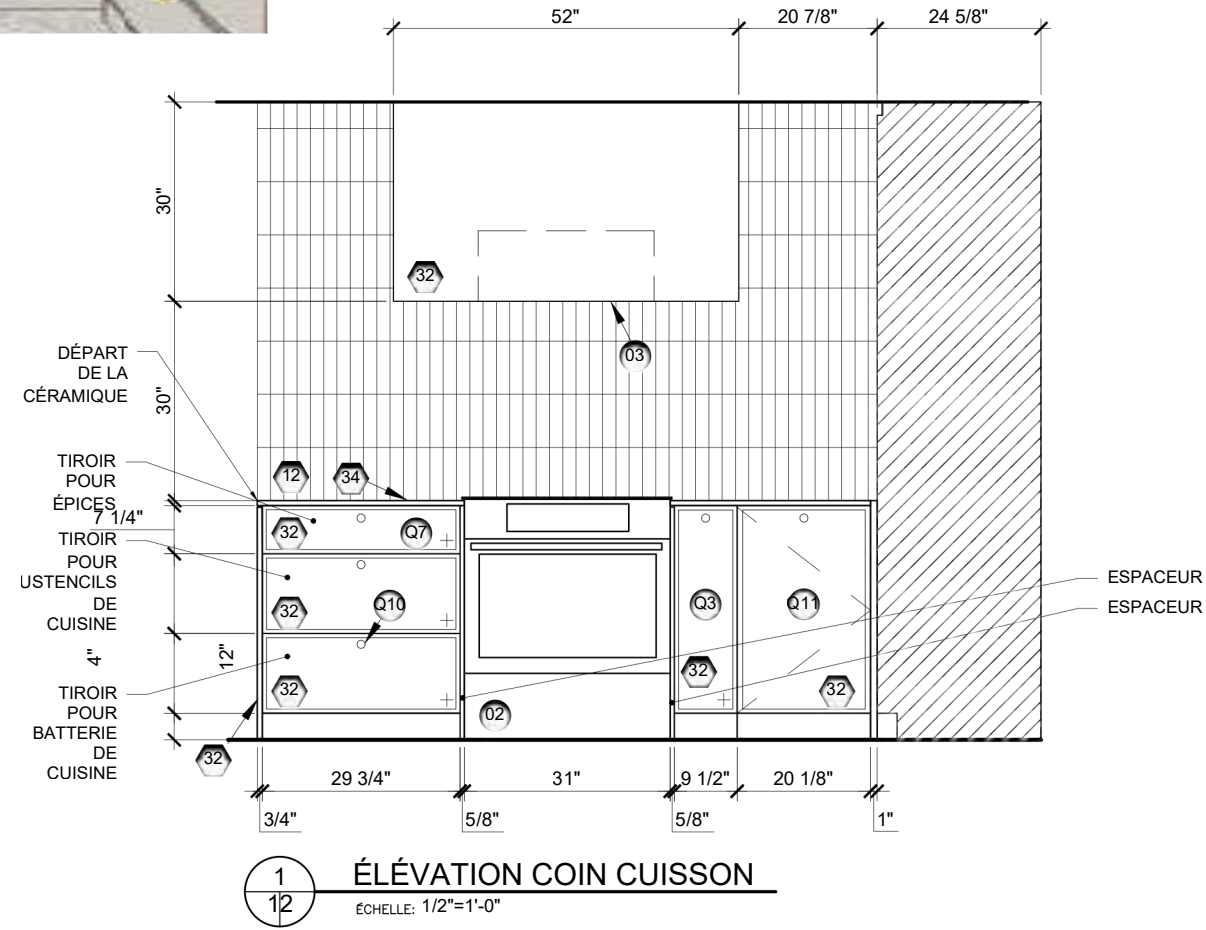 52"
20 7/8"
24 5/8"
30"
32
03
DÉPART
DE LA
CÉRAMIQUE
30"
TIROIR
POUR
ÉPICES
12
34
7 1/4"
32
Q7
TIROIR
POUR
USTENCILS
DE
CUISINE
32
Q10
Q3
Q11
ESPACEUR
ESPACEUR
4"
12"
TIROIR
POUR
BATTERIE
DE
CUISINE
32
32
32
02
32
29 3/4"
31"
9 1/2"
20 1/8"
3/4"
5/8"
5/8"
1"
1
12
ÉLÉVATION COIN CUISSON
ÉCHELLE: 1/2"=1'-0"